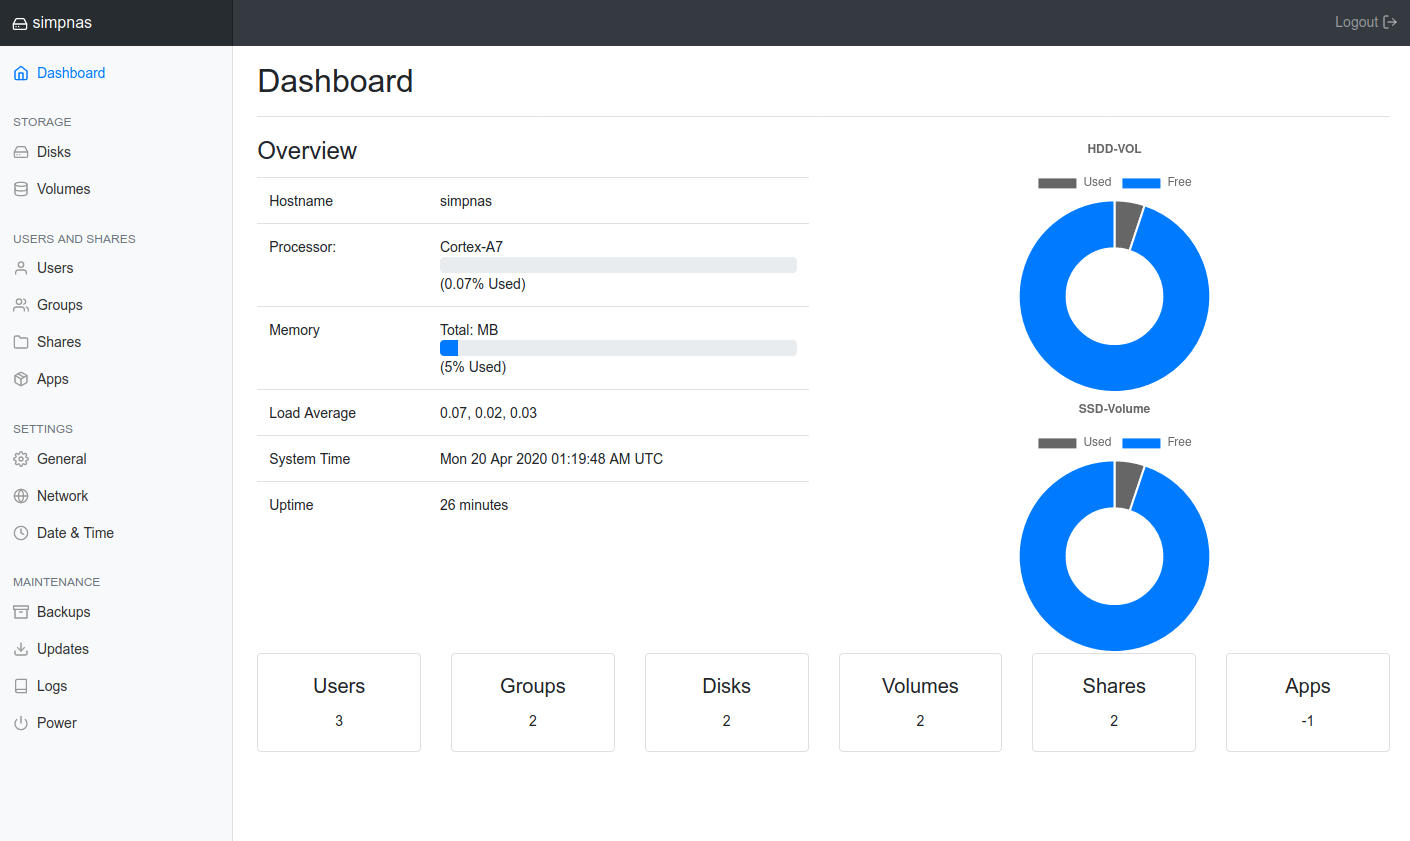 simpnas
Logout
Dashboard
STORAGE
Disks
Volumes
USERS AND SHARES
Users
Groups
Shares
Apps
SETTINGS
General
Network
Date & Time
MAINTENANCE
Backups
Updates
Logs
Power
Dashboard
Overview
Hostname simpnas
Processor: Cortex-A7
(0.07% Used)
Memory Total: MB
(5% Used)
Load Average 0.07, 0.02, 0.03
System Time Mon 20 Apr 2020 01:19:48 AM UTC
Uptime 26 minutes
HDD-VOL
Used Free
SSD-Volume
Used Free
Users Groups Disks Volumes Shares Apps
3 2 2 2 2 -1